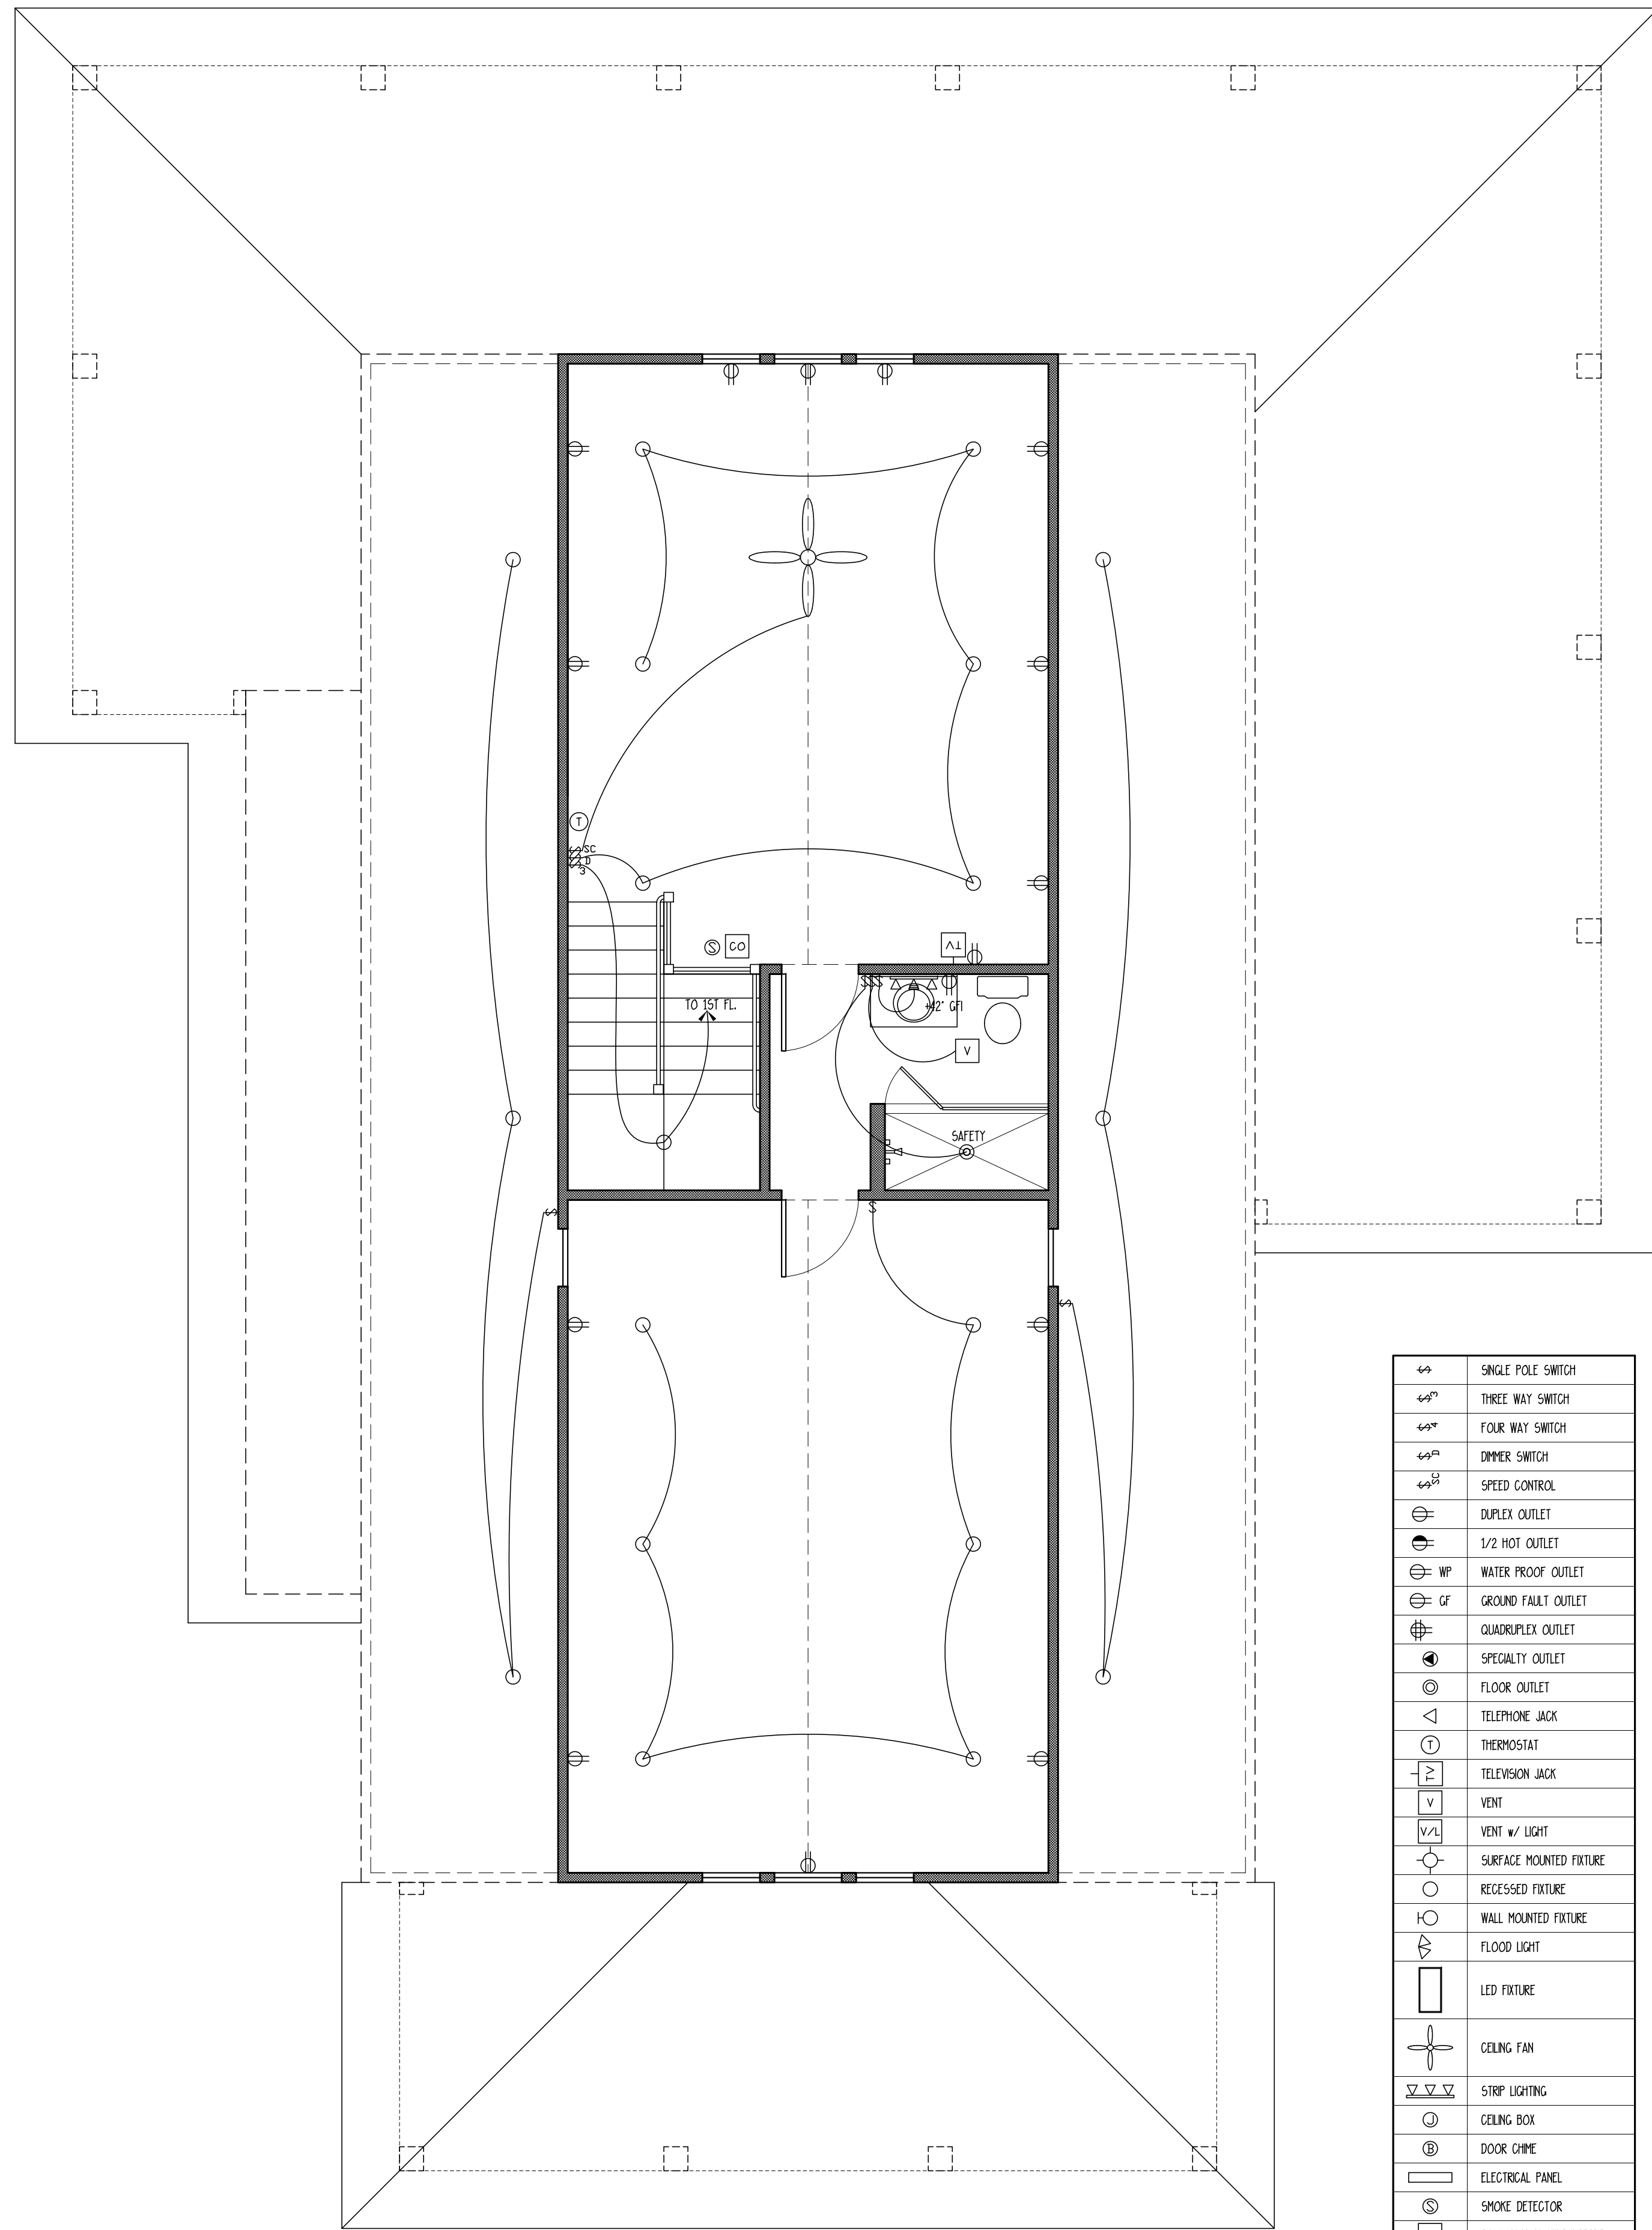 T
SC
D
3
S CO
TV
TO 1ST FL.
+42" GFI
V
SAFETY
SINGLE POLE SWITCH
3 THREE WAY SWITCH
4 FOUR WAY SWITCH
D DIMMER SWITCH
SC SPEED CONTROL
DUPLEX OUTLET
1/2 HOT OUTLET
WP WATER PROOF OUTLET
GF GROUND FAULT OUTLET
QUADRUPLEX OUTLET
SPECIALTY OUTLET
FLOOR OUTLET
TELEPHONE JACK
T THERMOSTAT
TV TELEVISION JACK
V VENT
V/L VENT w/ LIGHT
SURFACE MOUNTED FIXTURE
RECESSED FIXTURE
WALL MOUNTED FIXTURE
FLOOD LIGHT
LED FIXTURE
CEILING FAN
STRIP LIGHTING
J CEILING BOX
B DOOR CHIME
ELECTRICAL PANEL
S SMOKE DETECTOR